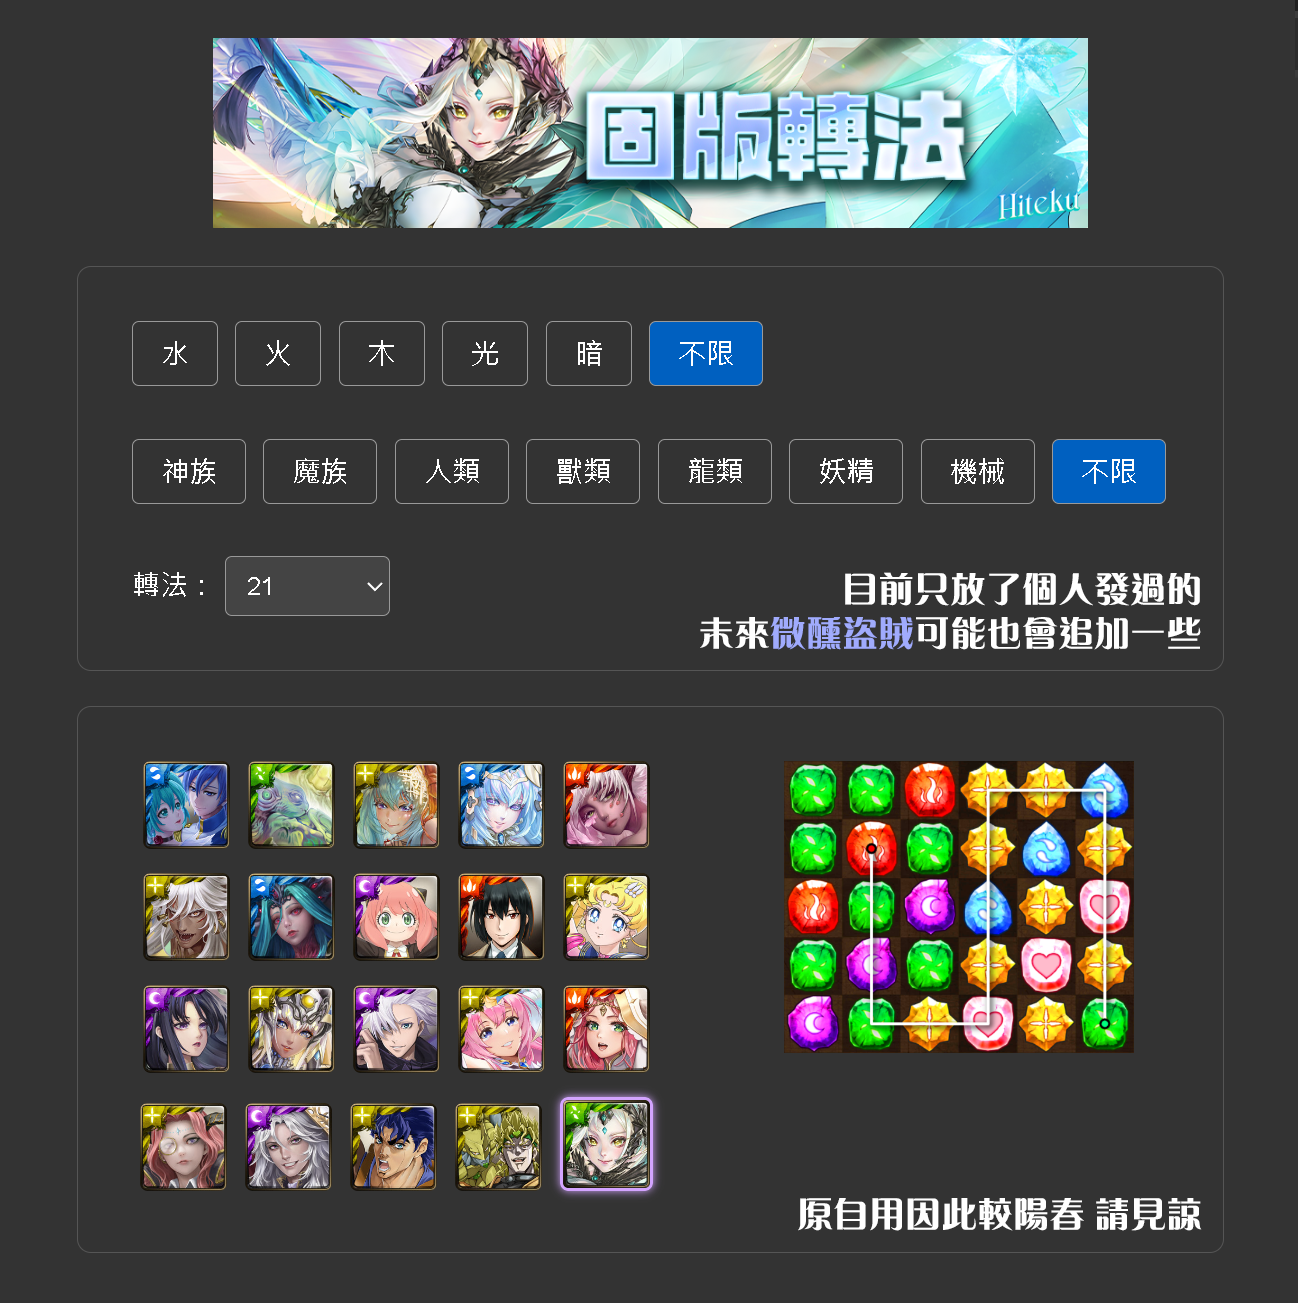 固版轉法
Hiteku
水 火 木 光 暗 不限
神族 魔族 人類 獸類 龍類 妖精 機械 不限
轉法： 21
目前只放了個人發過的
未來微醺盜賊可能也會追加一些
原自用因此較陽春 請見諒